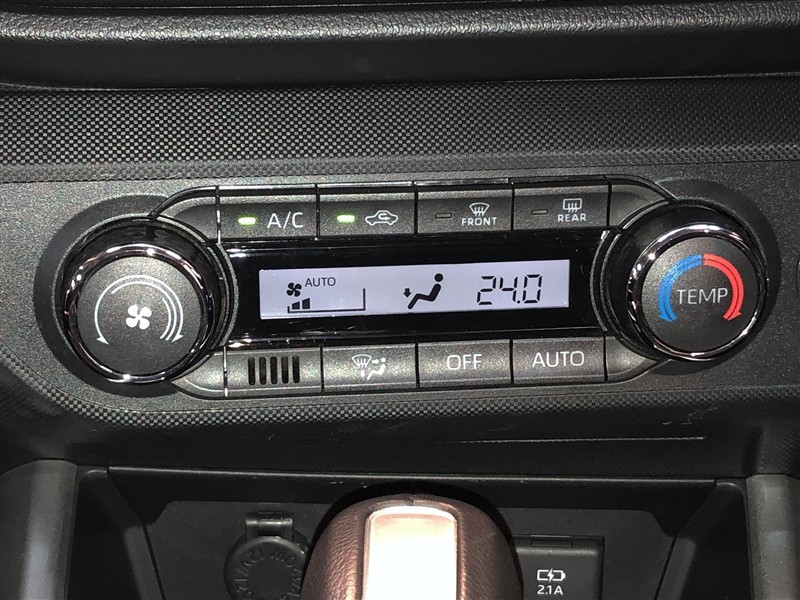 A/C
FRONT
REAR
AUTO
24.0
TEMP
OFF
AUTO
2.1A